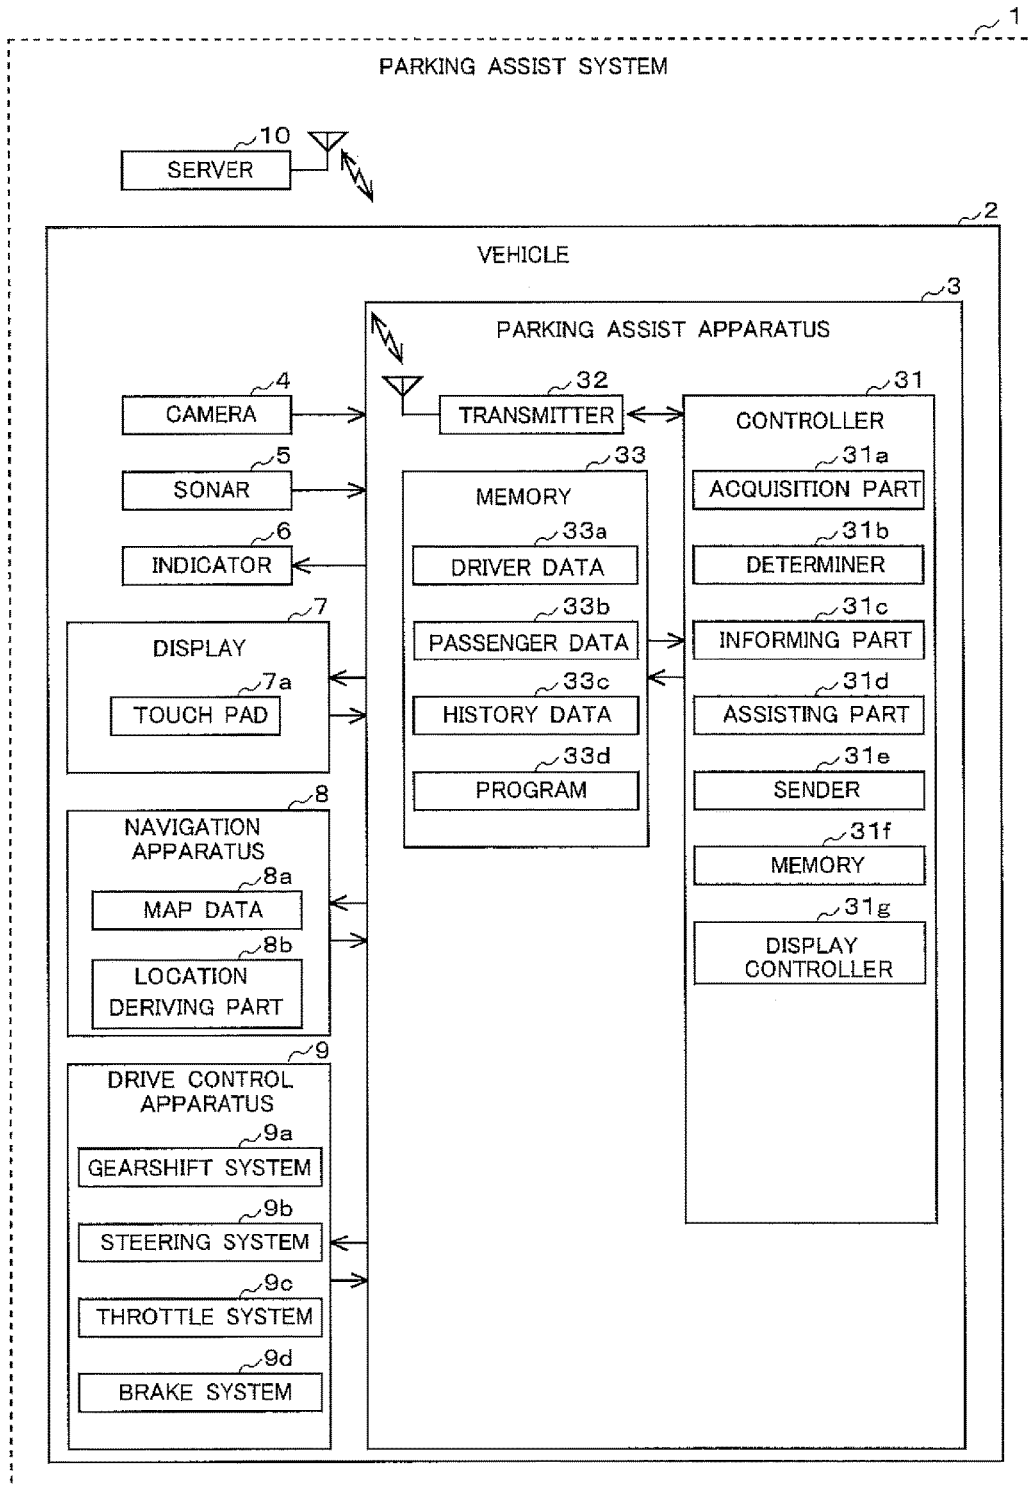 1
PARKING ASSIST SYSTEM
10
SERVER
2
VEHICLE
3
PARKING ASSIST APPARATUS
4
CAMERA
5
SONAR
6
INDICATOR
7
DISPLAY
7a
TOUCH PAD
8
NAVIGATION
APPARATUS
8a
MAP DATA
8b
LOCATION
DERIVING PART
9
DRIVE CONTROL
APPARATUS
9a
GEARSHIFT SYSTEM
9b
STEERING SYSTEM
9c
THROTTLE SYSTEM
9d
BRAKE SYSTEM
32
TRANSMITTER
33
MEMORY
33a
DRIVER DATA
33b
PASSENGER DATA
33c
HISTORY DATA
33d
PROGRAM
31
CONTROLLER
31a
ACQUISITION PART
31b
DETERMINER
31c
INFORMING PART
31d
ASSISTING PART
31e
SENDER
31f
MEMORY
31g
DISPLAY
CONTROLLER